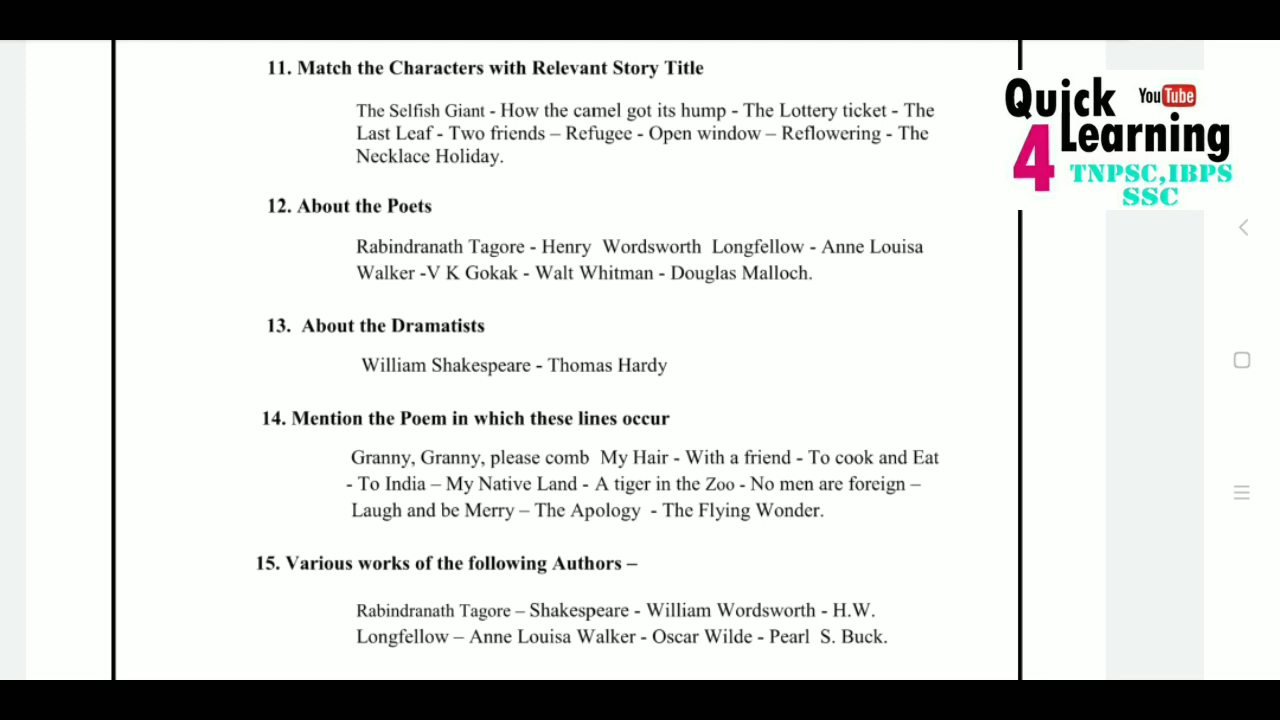 11. Match the Characters with Relevant Story Title
The Selfish Giant - How the camel got its hump - The Lottery ticket - The
Last Leaf - Two friends – Refugee - Open window – Reflowering - The
Necklace Holiday.
Quick
YouTube
4 Learning
TNPSC,IBPS
SSC
12. About the Poets
Rabindranath Tagore - Henry Wordsworth Longfellow - Anne Louisa
Walker -V K Gokak - Walt Whitman - Douglas Malloch.
13. About the Dramatists
William Shakespeare - Thomas Hardy
14. Mention the Poem in which these lines occur
Granny, Granny, please comb My Hair - With a friend - To cook and Eat
- To India – My Native Land - A tiger in the Zoo - No men are foreign –
Laugh and be Merry – The Apology - The Flying Wonder.
15. Various works of the following Authors –
Rabindranath Tagore – Shakespeare - William Wordsworth - H.W.
Longfellow – Anne Louisa Walker - Oscar Wilde - Pearl S. Buck.